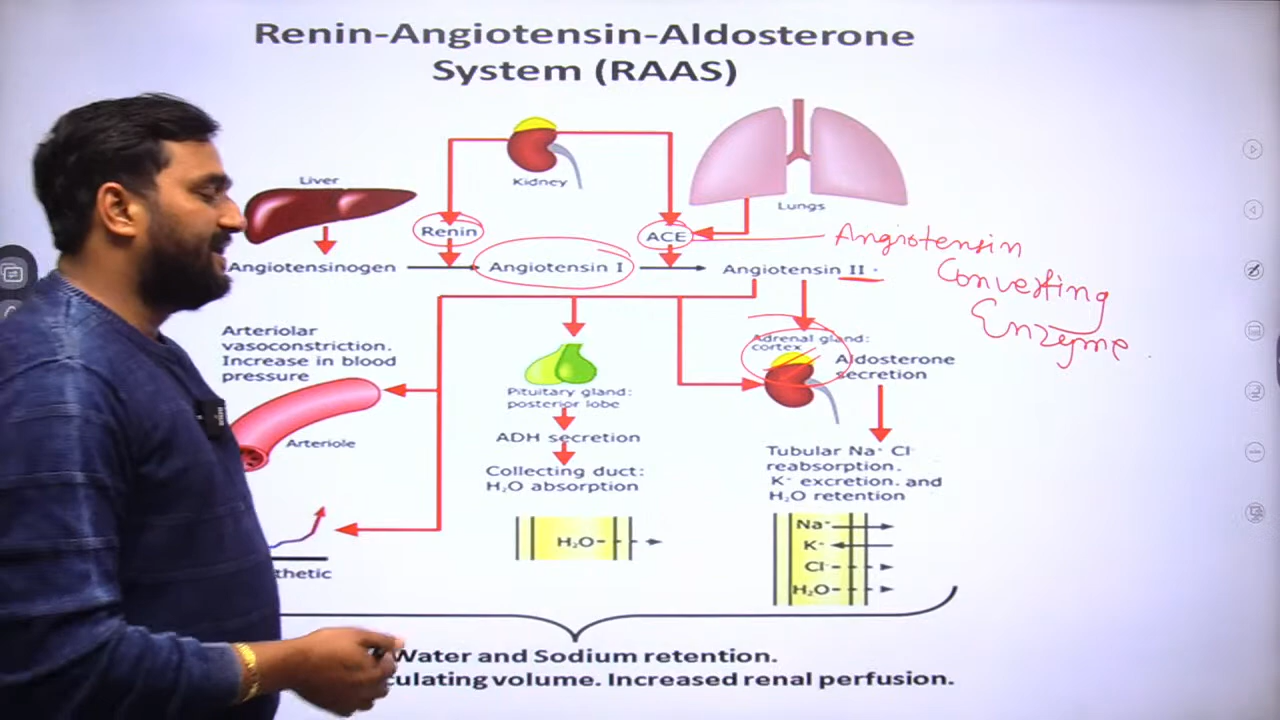 Renin-Angiotensin-Aldosterone
System (RAAS)
Liver
Kidney
Lungs
Renin
ACE
Angiotensin
Converting
Enzyme
Angiotensinogen
Angiotensin I
Angiotensin II
Arteriolar
vasoconstriction.
Increase in blood
pressure
Arteriole
Pituitary gland:
posterior lobe
ADH secretion
Collecting duct:
H₂O absorption
H₂O
Adrenal gland:
cortex
Aldosterone
secretion
Tubular Na⁺ Cl⁻
reabsorption.
K⁺ excretion. and
H₂O retention
Na⁺
K⁺
Cl⁻
H₂O
thetic
Water and Sodium retention.
culating volume. Increased renal perfusion.